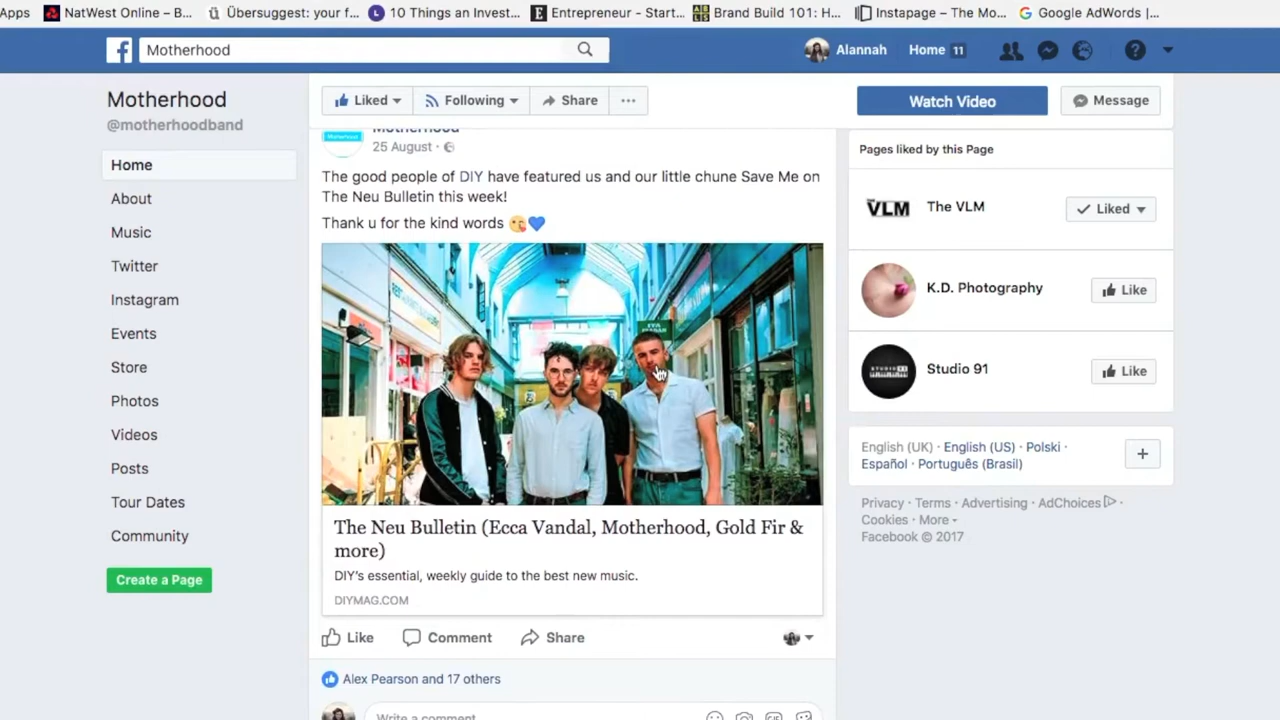 Apps NatWest Online – B... Übersuggest: your f... 10 Things an Invest... Entrepreneur - Start... Brand Build 101: H... Instapage – The Mo... Google AdWords |...
Motherhood
Alannah
Home 11
Motherhood
@motherhoodband
Home
About
Music
Twitter
Instagram
Events
Store
Photos
Videos
Posts
Tour Dates
Community
Create a Page
Liked
Following
Share
Watch Video
Message
Motherhood
Motherhood
25 August ·
The good people of DIY have featured us and our little chune Save Me on
The Neu Bulletin this week!
Thank u for the kind words
The Neu Bulletin (Ecca Vandal, Motherhood, Gold Fir &
more)
DIY's essential, weekly guide to the best new music.
DIYMAG.COM
Like
Comment
Share
Alex Pearson and 17 others
Write a comment
Pages liked by this Page
VLM
The VLM
Liked
K.D. Photography
Like
Studio 91
Like
English (UK) · English (US) · Polski ·
Español · Português (Brasil)
Privacy · Terms · Advertising · AdChoices ·
Cookies · More
Facebook © 2017